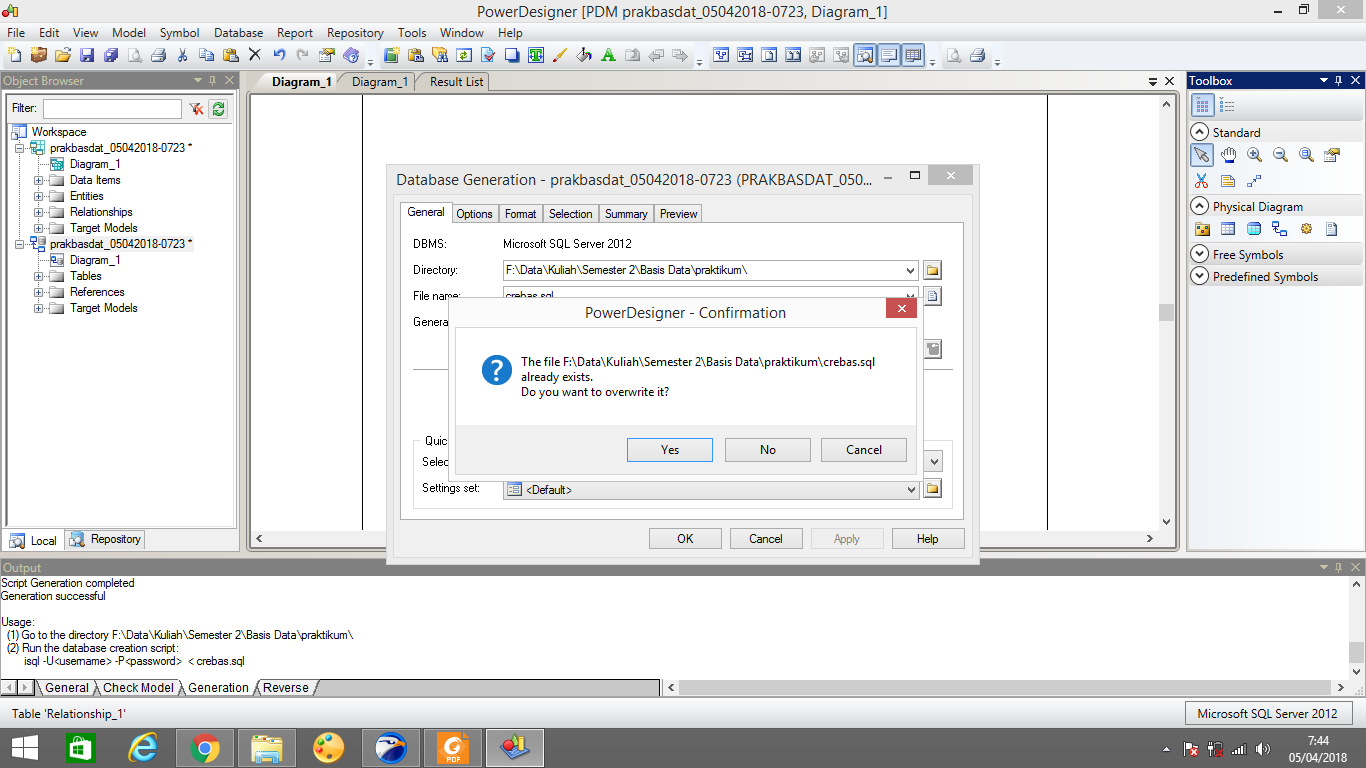 PowerDesigner [PDM prakbasdat_05042018-0723, Diagram_1]
File Edit View Model Symbol Database Report Repository Tools Window Help
Object Browser
Filter:
Workspace
prakbasdat_05042018-0723 *
Diagram_1
Data Items
Entities
Relationships
Target Models
prakbasdat_05042018-0723 *
Diagram_1
Tables
References
Target Models
Local Repository
Diagram_1 Diagram_1 Result List
Database Generation - prakbasdat_05042018-0723 (PRAKBASDAT_050...
General Options Format Selection Summary Preview
DBMS: Microsoft SQL Server 2012
Directory: F:\Data\Kuliah\Semester 2\Basis Data\praktikum\
File name: crebas.sql
Genera
PowerDesigner - Confirmation
The file F:\Data\Kuliah\Semester 2\Basis Data\praktikum\crebas.sql
already exists.
Do you want to overwrite it?
Yes No Cancel
Quic
Selec
Settings set: <Default>
OK Cancel Apply Help
Toolbox
Standard
Physical Diagram
Free Symbols
Predefined Symbols
Output
Script Generation completed
Generation successful
Usage:
(1) Go to the directory F:\Data\Kuliah\Semester 2\Basis Data\praktikum\
(2) Run the database creation script:
isql -U<username> -P<password> < crebas.sql
General Check Model Generation Reverse
Table 'Relationship_1'
Microsoft SQL Server 2012
PDF
7:44
05/04/2018